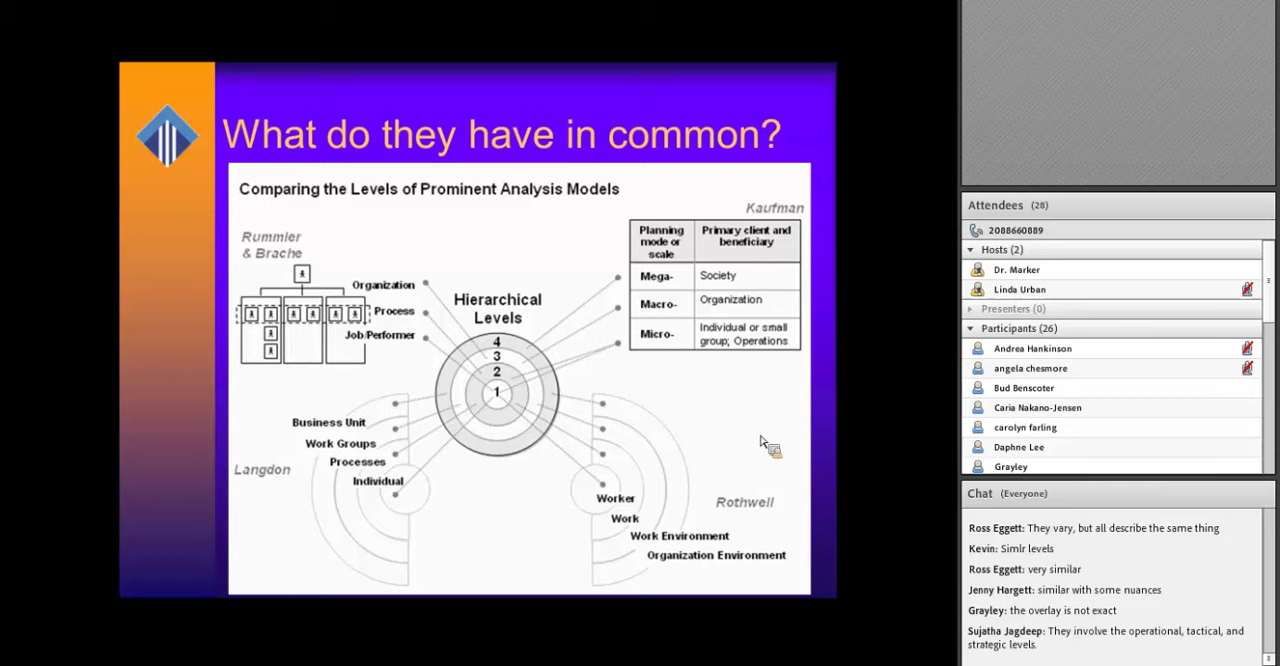 What do they have in common?
Comparing the Levels of Prominent Analysis Models
Rummler
& Brache
Organization
Process
Job/Performer
Hierarchical
Levels
4
3
2
1
Kaufman
Planning
mode or
scale
Primary client and
beneficiary
Mega-
Society
Macro-
Organization
Micro-
Individual or small
group; Operations
Business Unit
Work Groups
Processes
Individual
Langdon
Worker
Work
Work Environment
Organization Environment
Rothwell
Attendees (28)
2088660889
Hosts (2)
Dr. Marker
Linda Urban
Presenters (0)
Participants (26)
Andrea Hankinson
angela chesmore
Bud Benscoter
Caria Nakano-Jensen
carolyn farling
Daphne Lee
Grayley
Chat (Everyone)
Ross Eggett: They vary, but all describe the same thing
Kevin: Simlr levels
Ross Eggett: very similar
Jenny Hargett: similar with some nuances
Grayley: the overlay is not exact
Sujatha Jagdeep: They involve the operational, tactical, and
strategic levels.